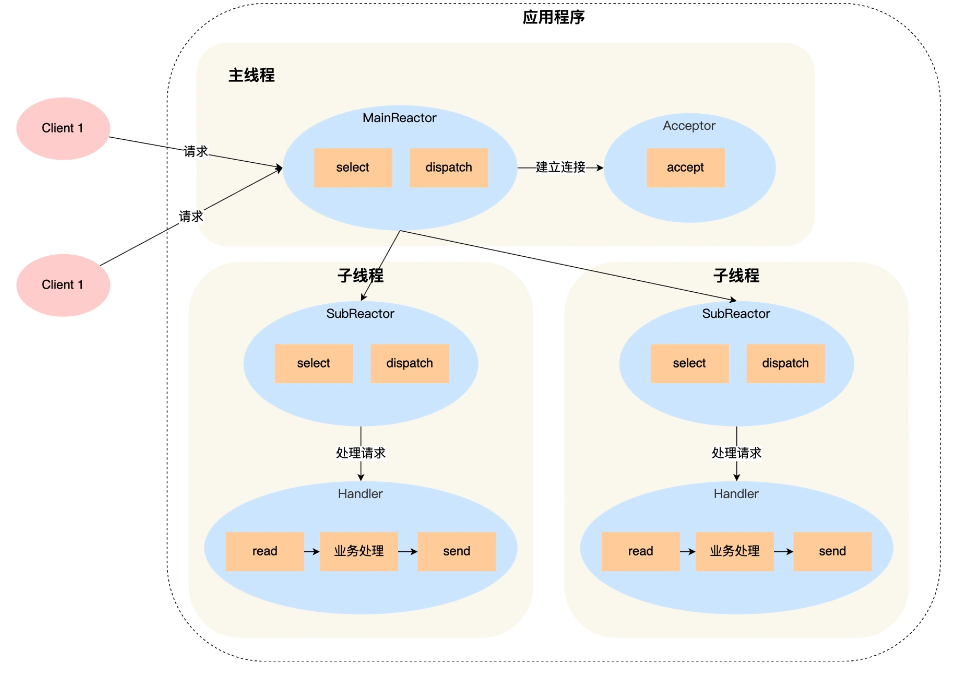 应用程序
主线程
Client 1
请求
MainReactor
select
dispatch
建立连接
Acceptor
accept
请求
Client 1
子线程
SubReactor
select
dispatch
处理请求
Handler
read
业务处理
send
子线程
SubReactor
select
dispatch
处理请求
Handler
read
业务处理
send